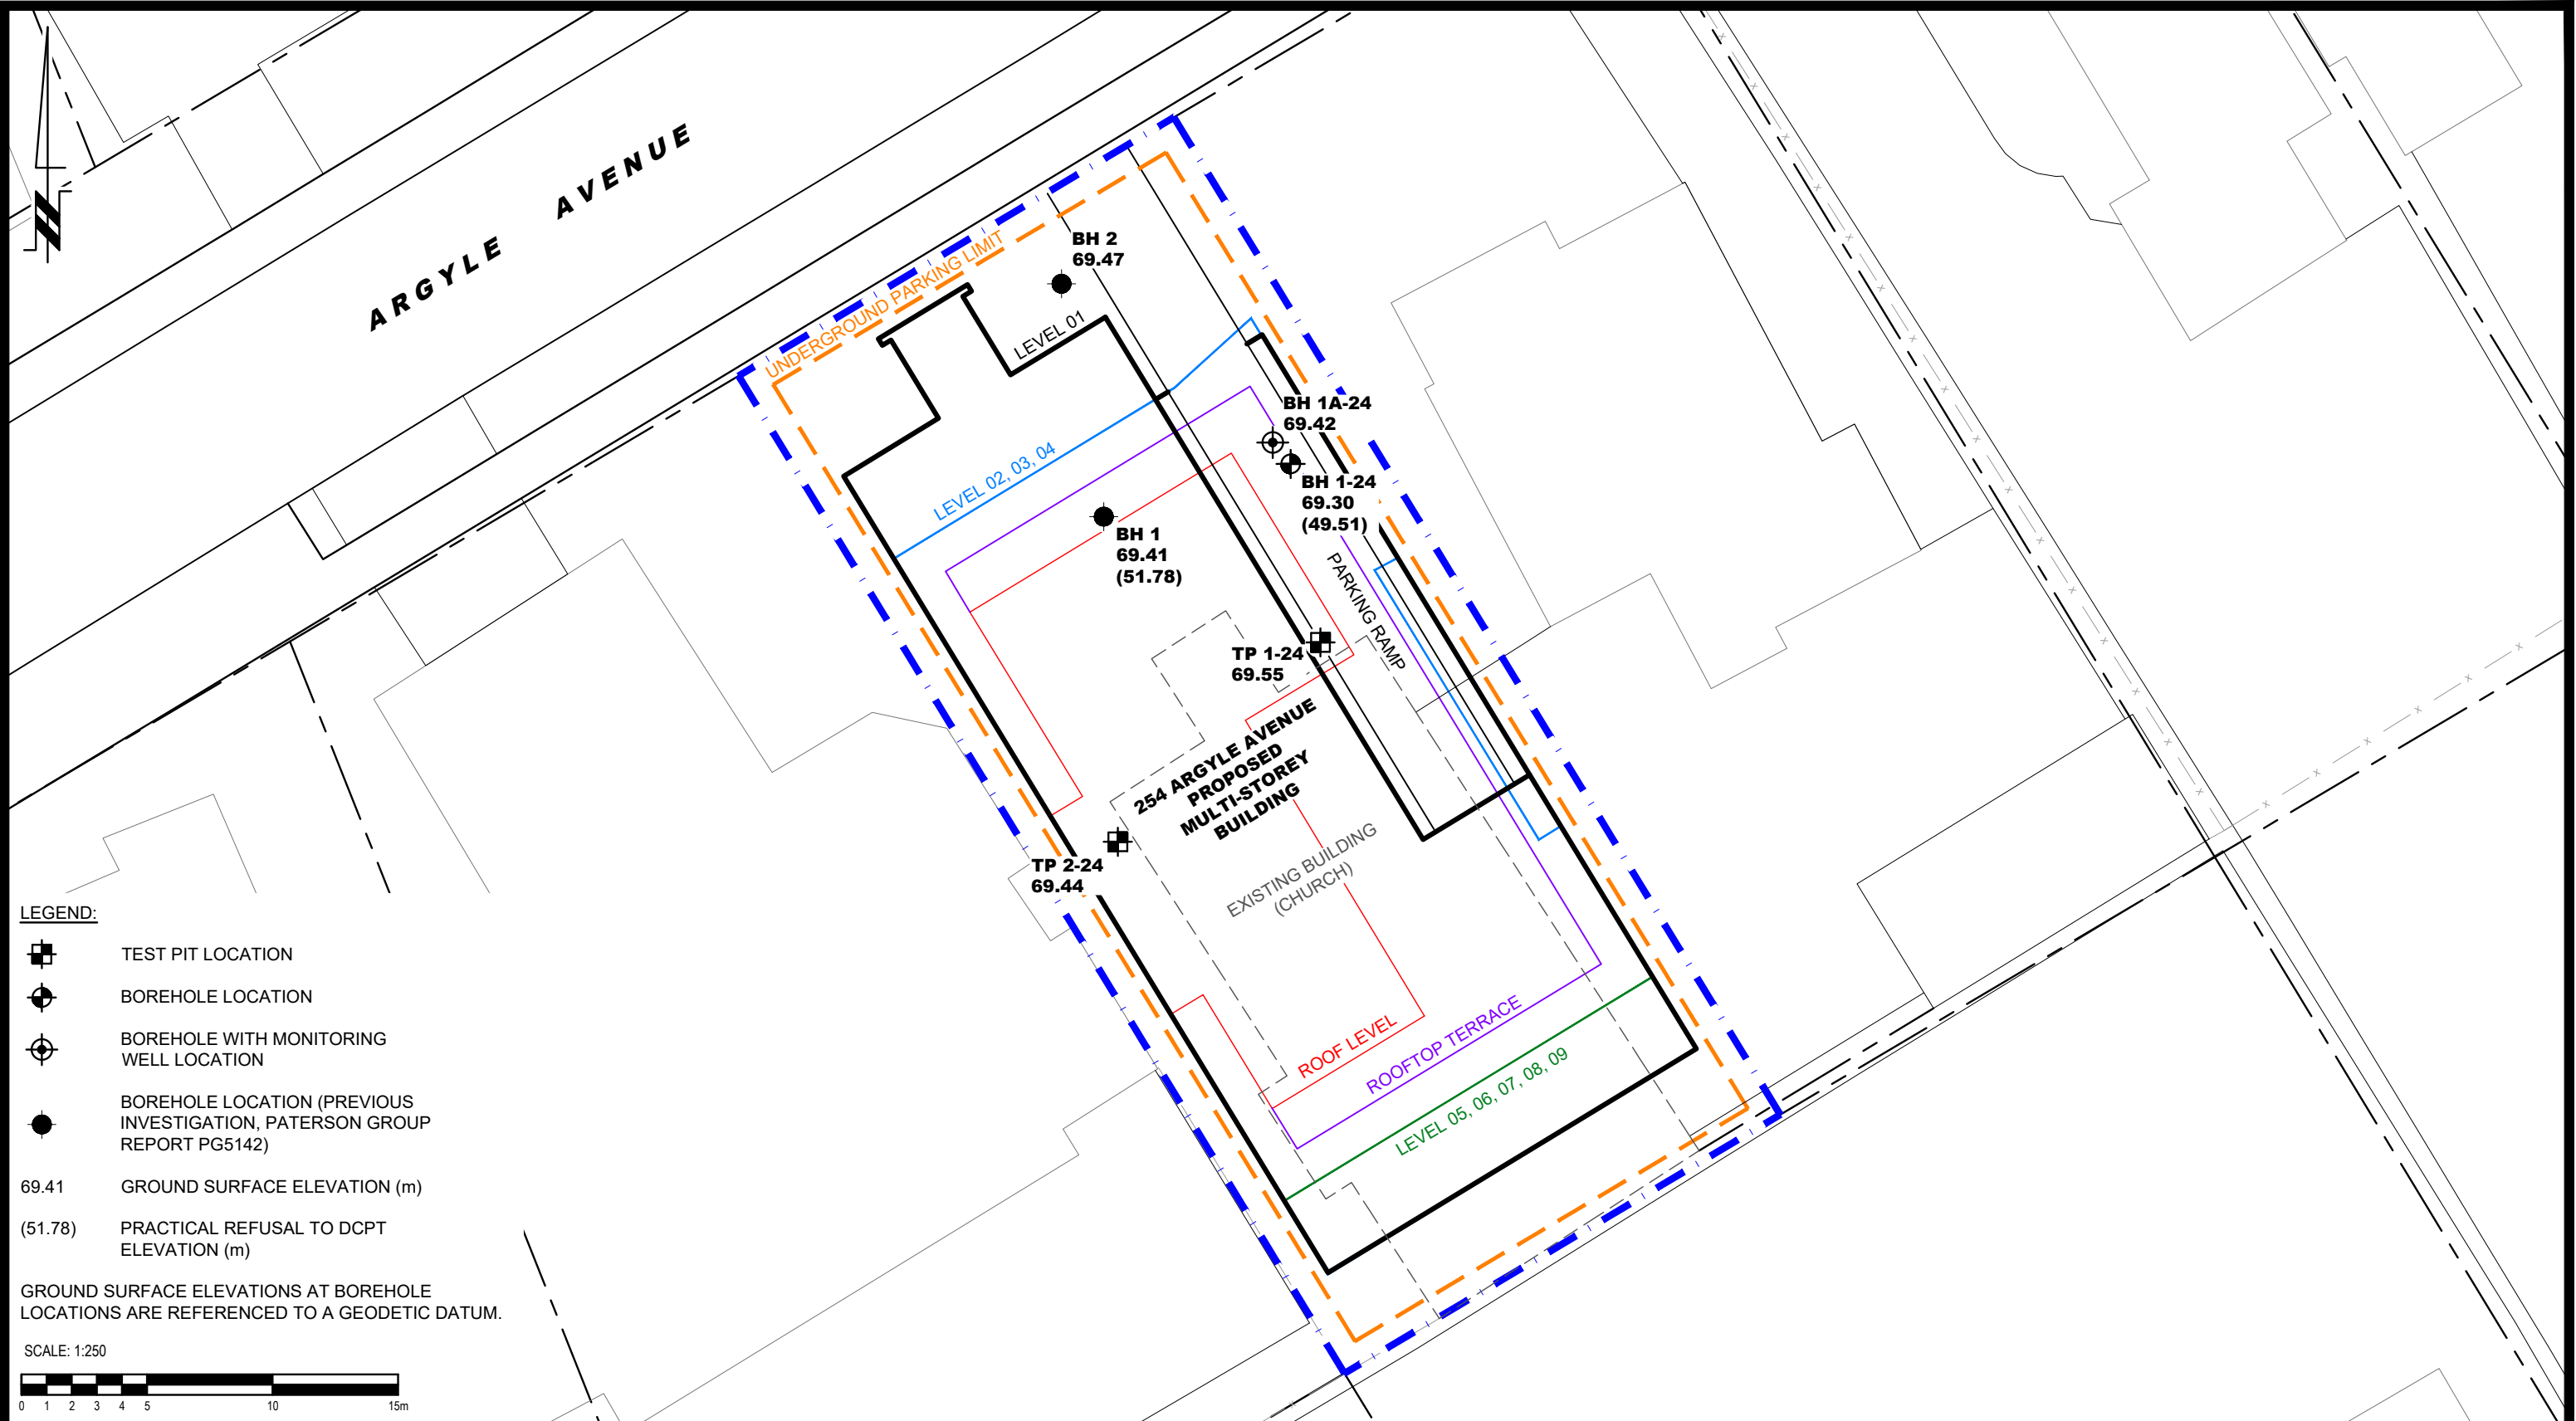 ARGYLE AVENUE
UNDERGROUND PARKING LIMIT
BH 2
69.47
LEVEL 01
BH 1A-24
69.42
LEVEL 02, 03, 04
BH 1-24
69.30
(49.51)
BH 1
69.41
(51.78)
PARKING RAMP
TP 1-24
69.55
254 ARGYLE AVENUE
PROPOSED
MULTI-STOREY
BUILDING
EXISTING BUILDING
(CHURCH)
TP 2-24
69.44
ROOF LEVEL
ROOFTOP TERRACE
LEVEL 05, 06, 07, 08, 09
LEGEND:
TEST PIT LOCATION
BOREHOLE LOCATION
BOREHOLE WITH MONITORING
WELL LOCATION
BOREHOLE LOCATION (PREVIOUS
INVESTIGATION, PATERSON GROUP
REPORT PG5142)
69.41 GROUND SURFACE ELEVATION (m)
(51.78) PRACTICAL REFUSAL TO DCPT
ELEVATION (m)
GROUND SURFACE ELEVATIONS AT BOREHOLE
LOCATIONS ARE REFERENCED TO A GEODETIC DATUM.
SCALE: 1:250
0 1 2 3 4 5 10 15m